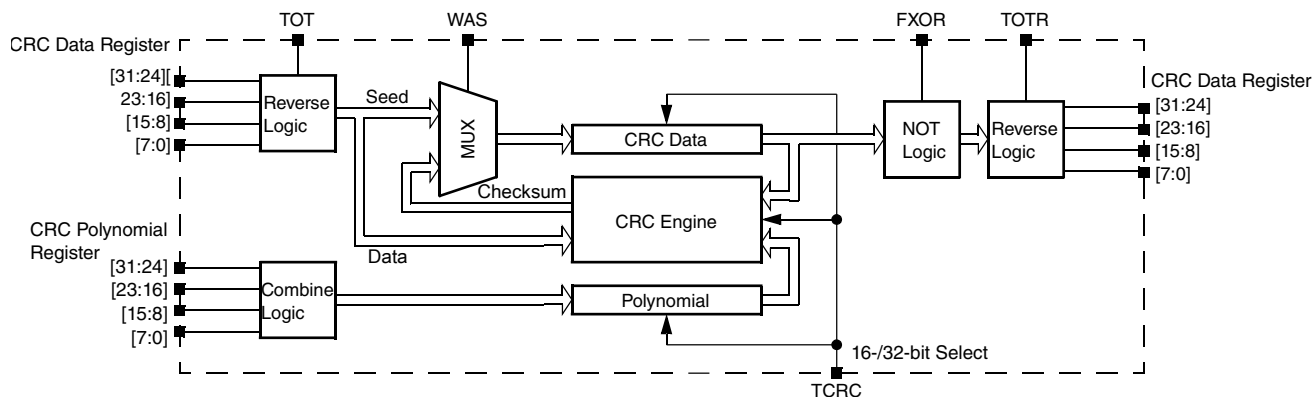 TOT
WAS
FXOR
TOTR
CRC Data Register
[31:24][
23:16]
[15:8]
[7:0]
Reverse
Logic
Seed
MUX
CRC Data
NOT
Logic
Reverse
Logic
CRC Data Register
[31:24]
[23:16]
[15:8]
[7:0]
Checksum
CRC Engine
Data
CRC Polynomial
Register
[31:24]
[23:16]
[15:8]
[7:0]
Combine
Logic
Polynomial
16-/32-bit Select
TCRC